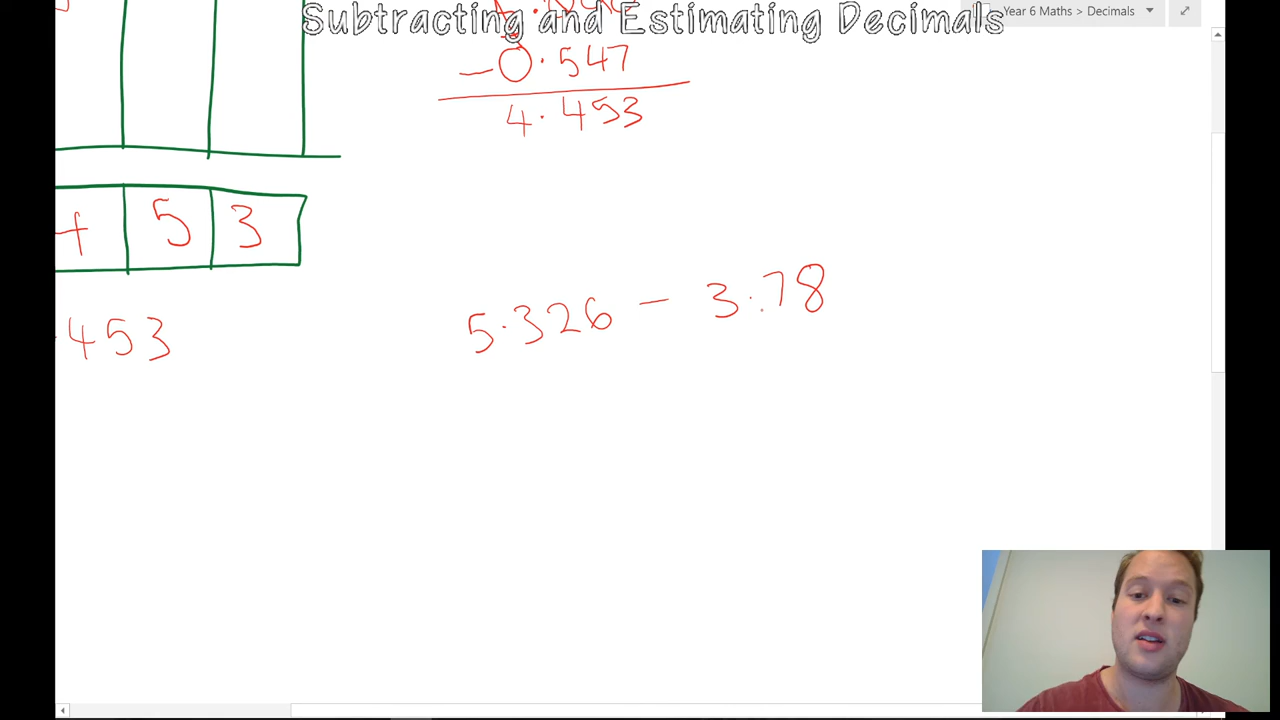 Subtracting and Estimating Decimals
Year 6 Maths > Decimals
-0.547
4.453
4 5 3
.453
5.326 - 3.78